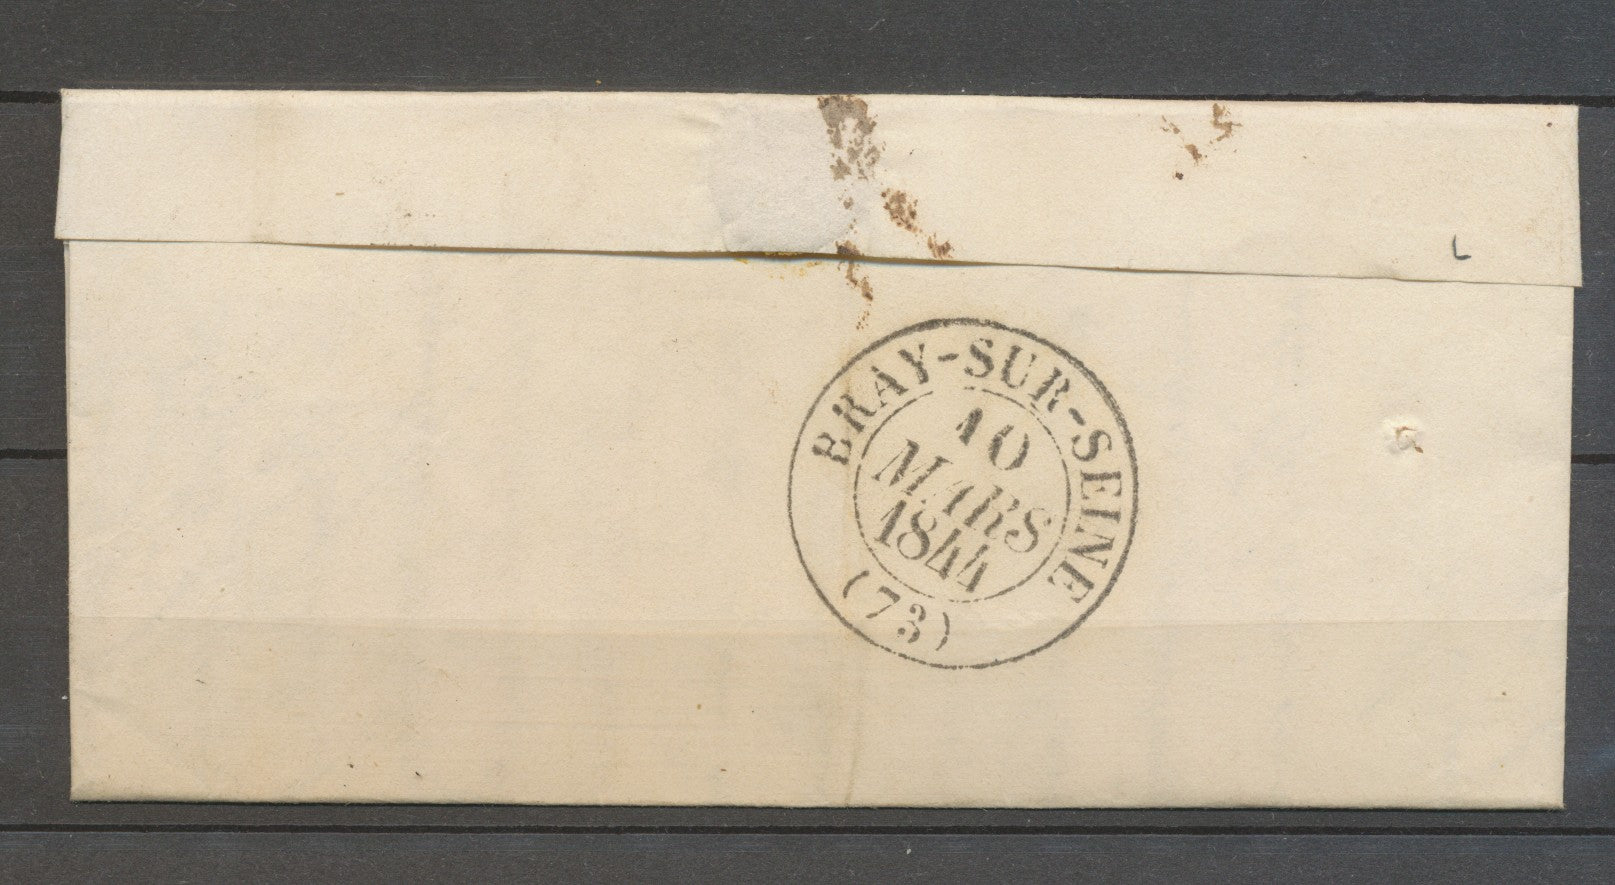 BRAY-SUR-SEINE
10
MARS
1844
(73)
L